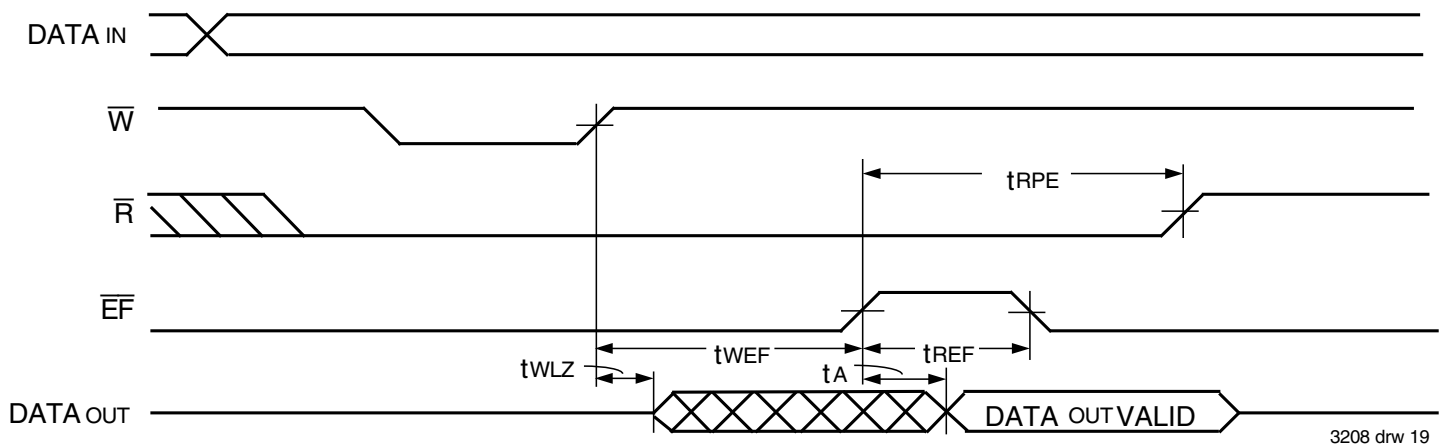 DATA IN
W
tRPE
R
EF
tWEF
tREF
tWLZ
tA
DATA OUT
DATA OUT VALID
3208 drw 19